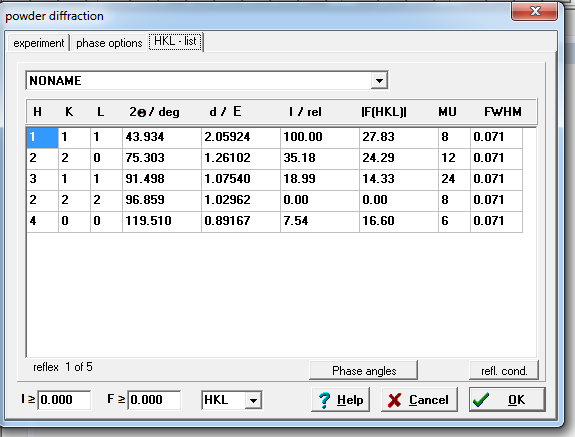 powder diffraction
experiment phase options HKL - list
NONAME
H K L 2Θ / deg d / E I / rel |F(HKL)| MU FWHM
1 1 1 43.934 2.05924 100.00 27.83 8 0.071
2 2 0 75.303 1.26102 35.18 24.29 12 0.071
3 1 1 91.498 1.07540 18.99 14.33 24 0.071
2 2 2 96.859 1.02962 0.00 0.00 8 0.071
4 0 0 119.510 0.89167 7.54 16.60 6 0.071
reflex 1 of 5 Phase angles refl. cond.
I ≥ 0.000 F ≥ 0.000 HKL ? Help Cancel OK